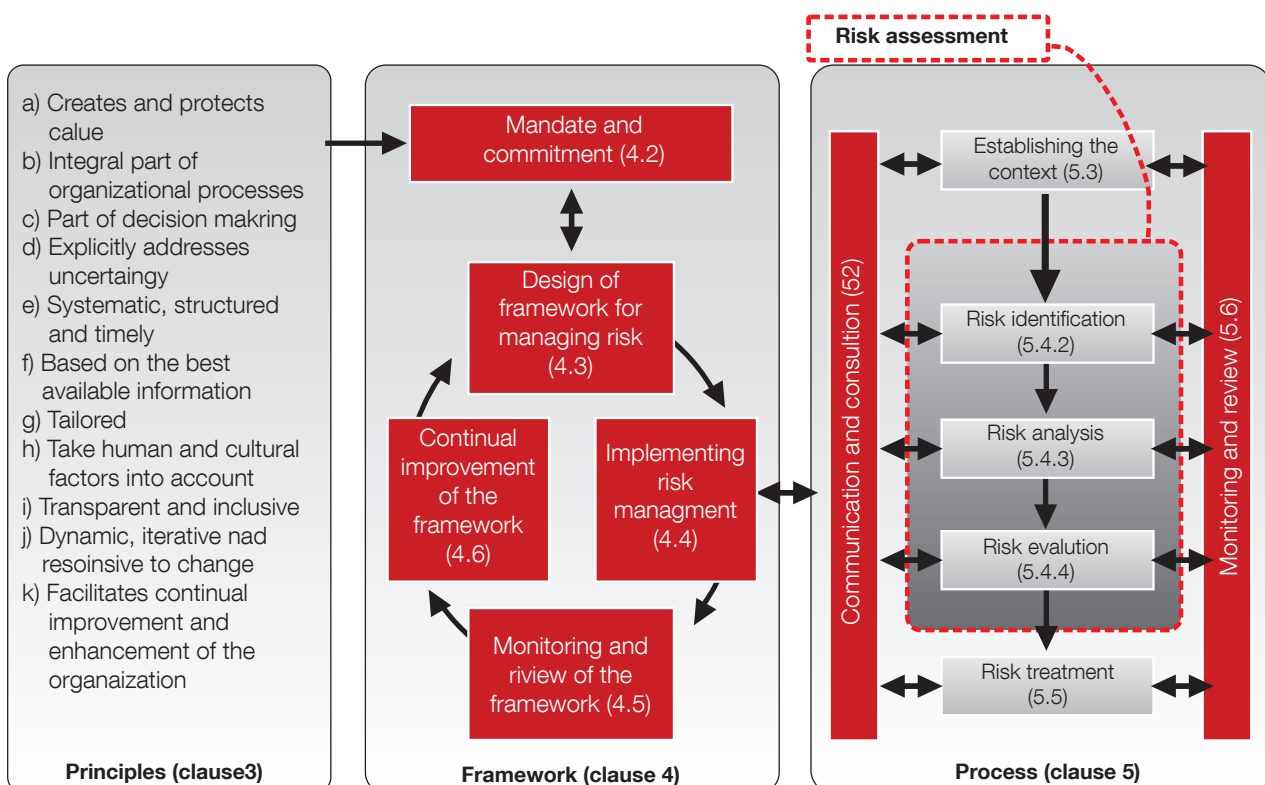 Risk assessment
a) Creates and protects
calue
b) Integral part of
organizational processes
c) Part of decision makring
d) Explicitly addresses
uncertaingy
e) Systematic, structured
and timely
f) Based on the best
available information
g) Tailored
h) Take human and cultural
factors into account
i) Transparent and inclusive
j) Dynamic, iterative nad
resoinsive to change
k) Facilitates continual
improvement and
enhancement of the
organaization
Principles (clause3)
Mandate and
commitment (4.2)
Design of
framework for
managing risk
(4.3)
Continual
improvement
of the
framework
(4.6)
Implementing
risk
managment
(4.4)
Monitoring and
riview of the
framework (4.5)
Framework (clause 4)
Communication and consultion (52)
Establishing the
context (5.3)
Risk identification
(5.4.2)
Risk analysis
(5.4.3)
Risk evalution
(5.4.4)
Risk treatment
(5.5)
Monitoring and review (5.6)
Process (clause 5)